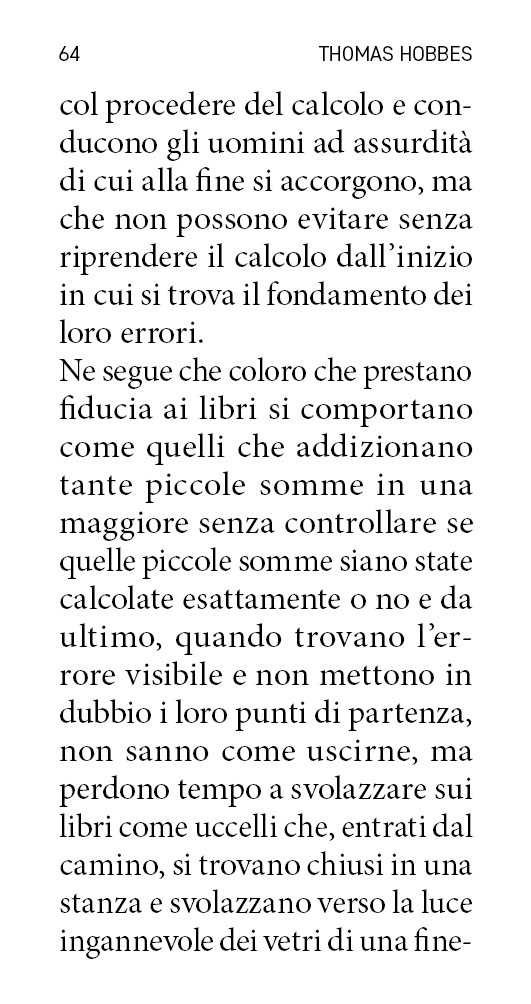 64 THOMAS HOBBES
col procedere del calcolo e con-
ducono gli uomini ad assurdità
di cui alla fine si accorgono, ma
che non possono evitare senza
riprendere il calcolo dall’inizio
in cui si trova il fondamento dei
loro errori.
Ne segue che coloro che prestano
fiducia ai libri si comportano
come quelli che addizionano
tante piccole somme in una
maggiore senza controllare se
quelle piccole somme siano state
calcolate esattamente o no e da
ultimo, quando trovano l’er-
rore visibile e non mettono in
dubbio i loro punti di partenza,
non sanno come uscirne, ma
perdono tempo a svolazzare sui
libri come uccelli che, entrati dal
camino, si trovano chiusi in una
stanza e svolazzano verso la luce
ingannevole dei vetri di una fine-